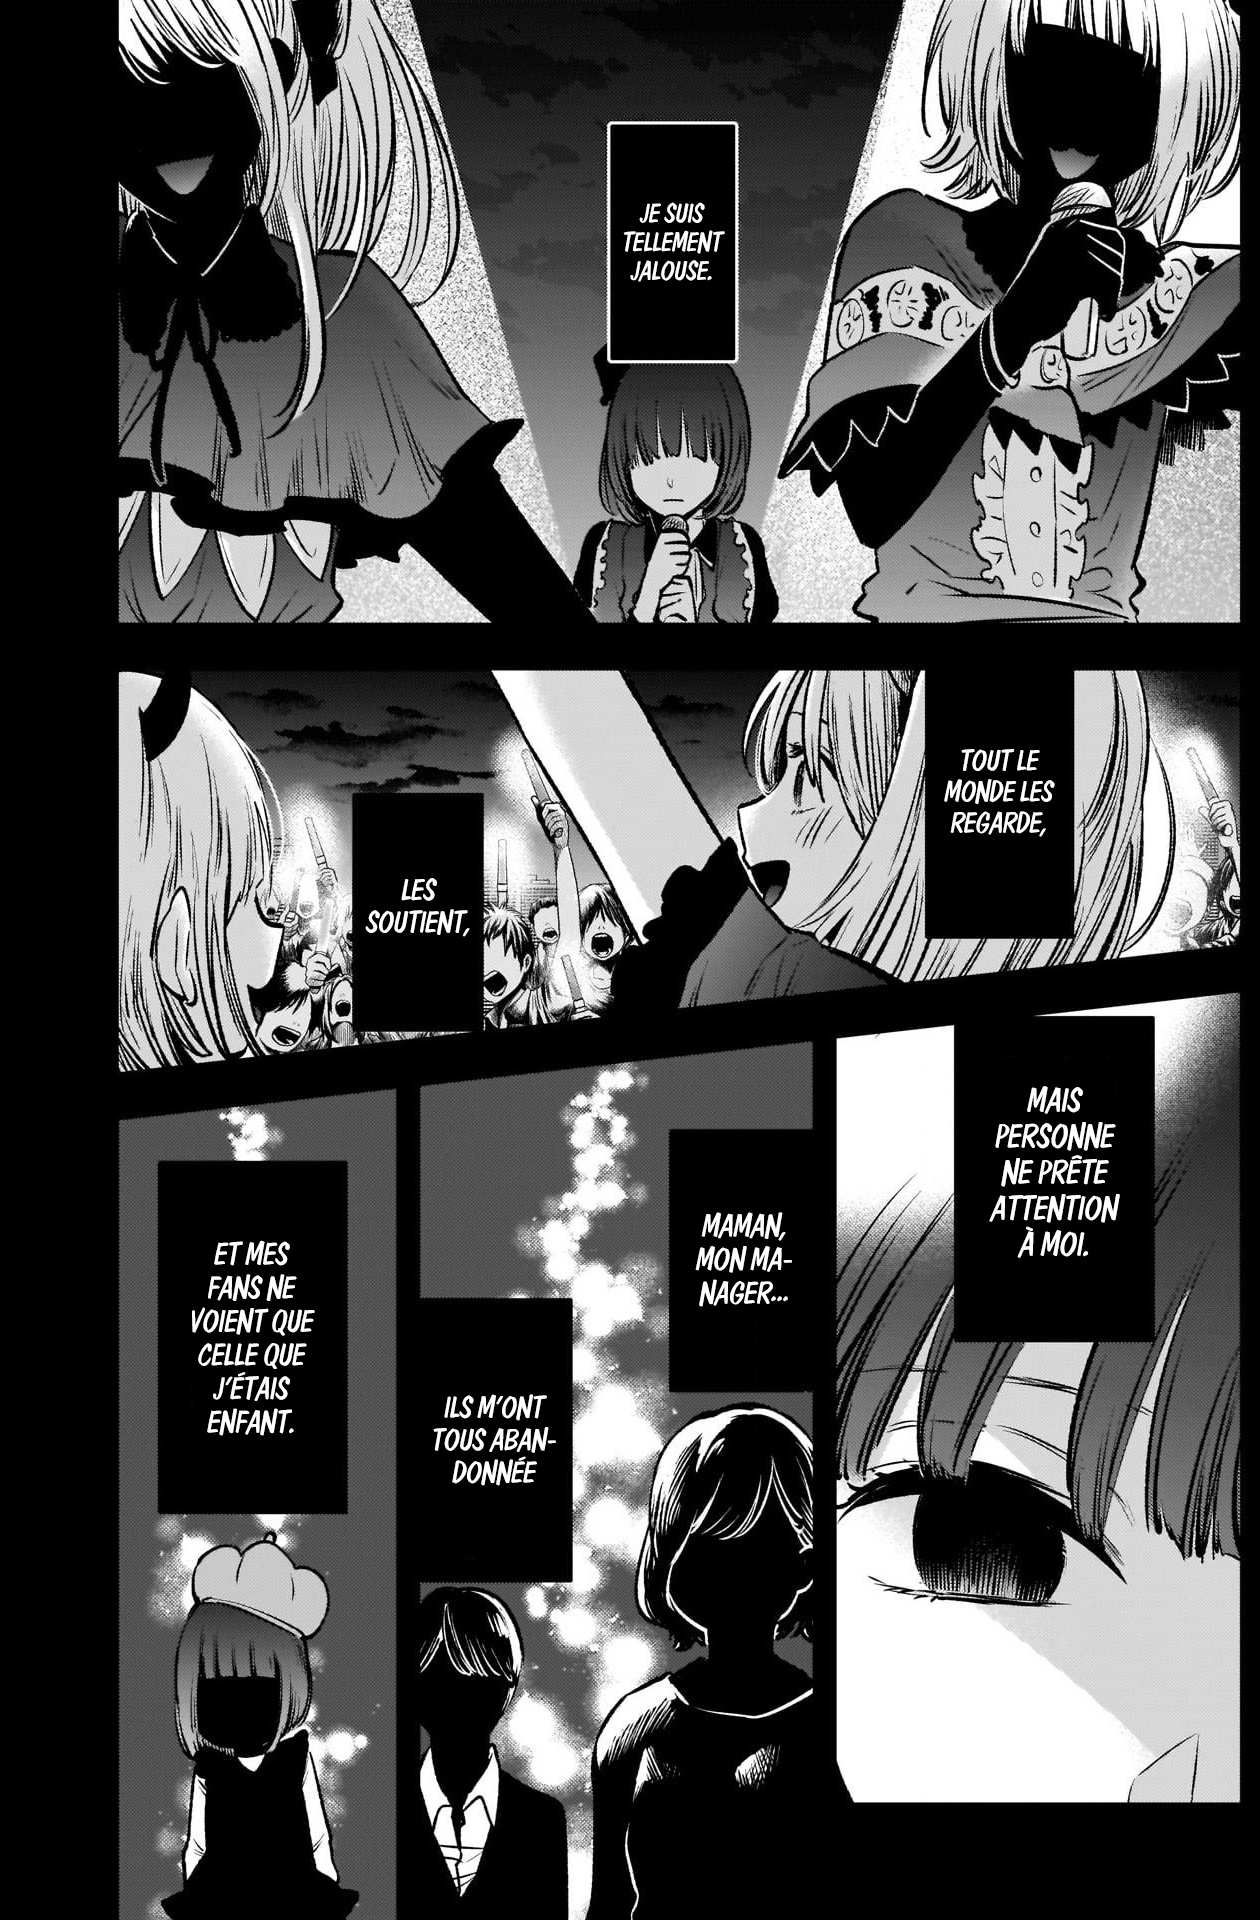 JE SUIS
TELLEMENT
JALOUSE.
TOUT LE
MONDE LES
REGARDE,
LES
SOUTIENT,
MAIS
PERSONNE
NE PRÊTE
ATTENTION
À MOI.
MAMAN,
MON MA-
NAGER...
ILS M'ONT
TOUS ABAN-
DONNÉE
ET MES
FANS NE
VOIENT QUE
CELLE QUE
J'ÉTAIS
ENFANT.